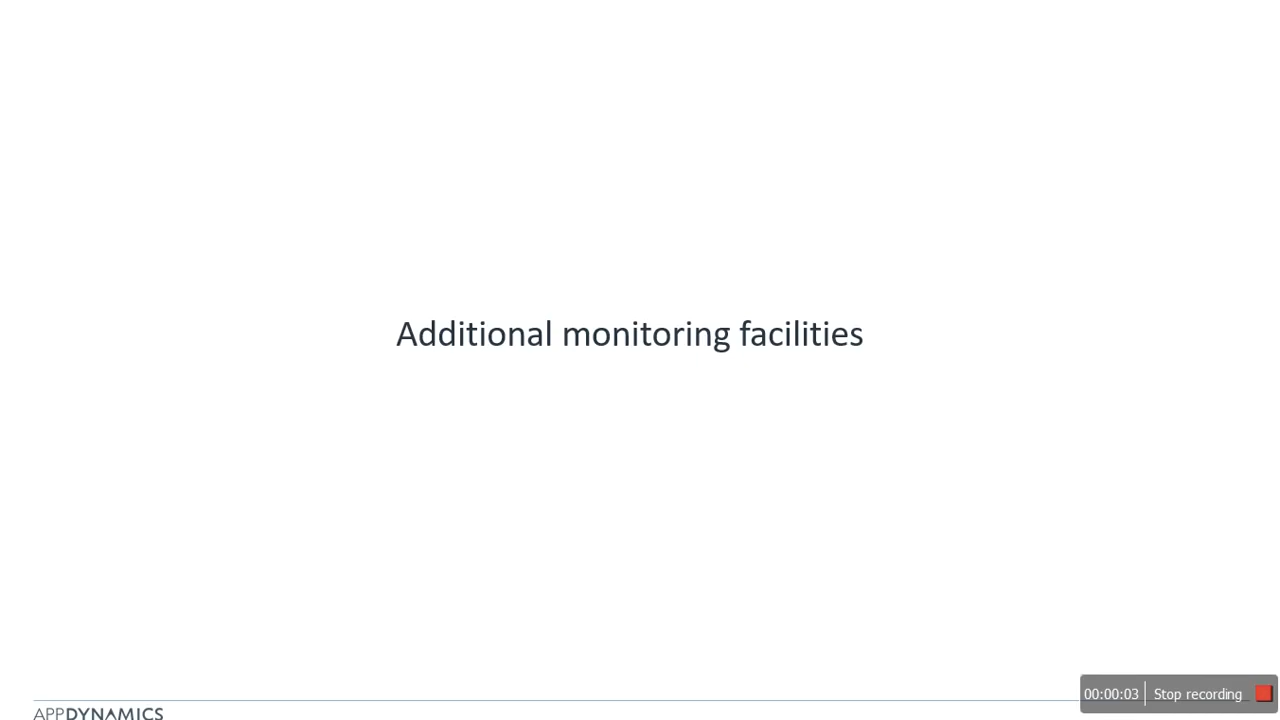 Additional monitoring facilities
00:00:03 Stop recording
APPDYNAMICS